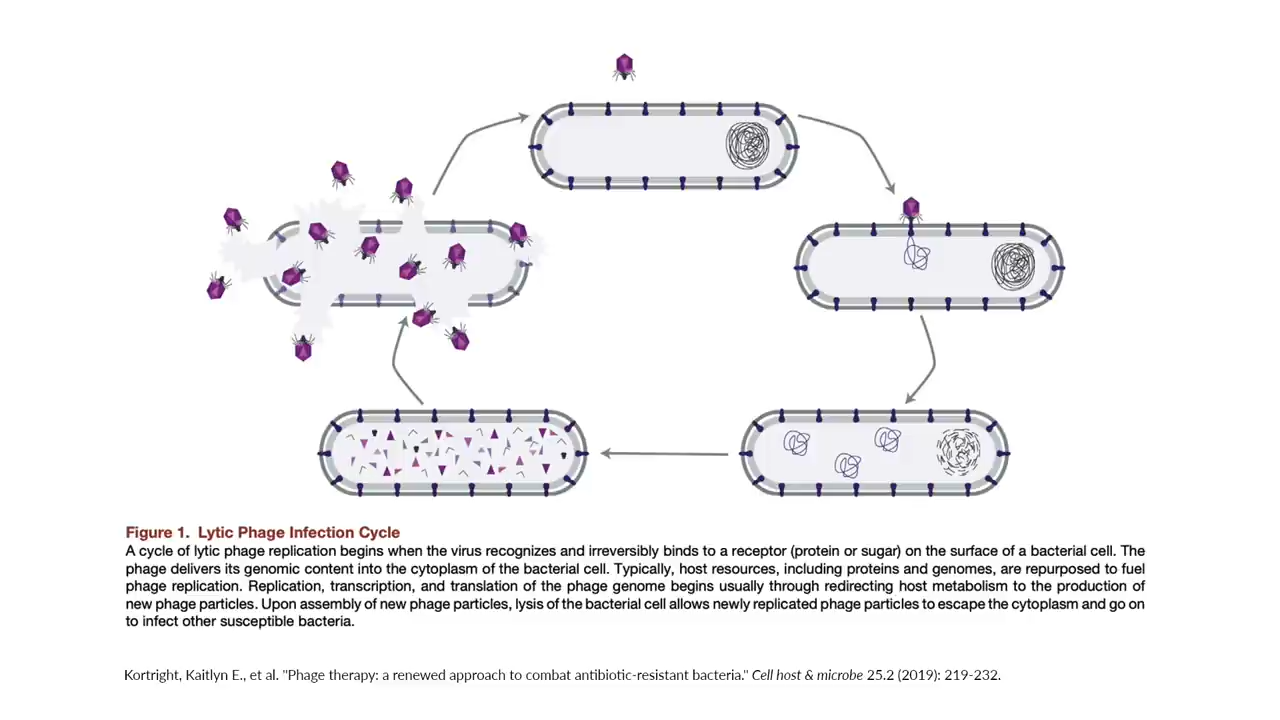 Figure 1. Lytic Phage Infection Cycle
A cycle of lytic phage replication begins when the virus recognizes and irreversibly binds to a receptor (protein or sugar) on the surface of a bacterial cell. The
phage delivers its genomic content into the cytoplasm of the bacterial cell. Typically, host resources, including proteins and genomes, are repurposed to fuel
phage replication. Replication, transcription, and translation of the phage genome begins usually through redirecting host metabolism to the production of
new phage particles. Upon assembly of new phage particles, lysis of the bacterial cell allows newly replicated phage particles to escape the cytoplasm and go on
to infect other susceptible bacteria.
Kortright, Kaitlyn E., et al. "Phage therapy: a renewed approach to combat antibiotic-resistant bacteria." Cell host & microbe 25.2 (2019): 219-232.